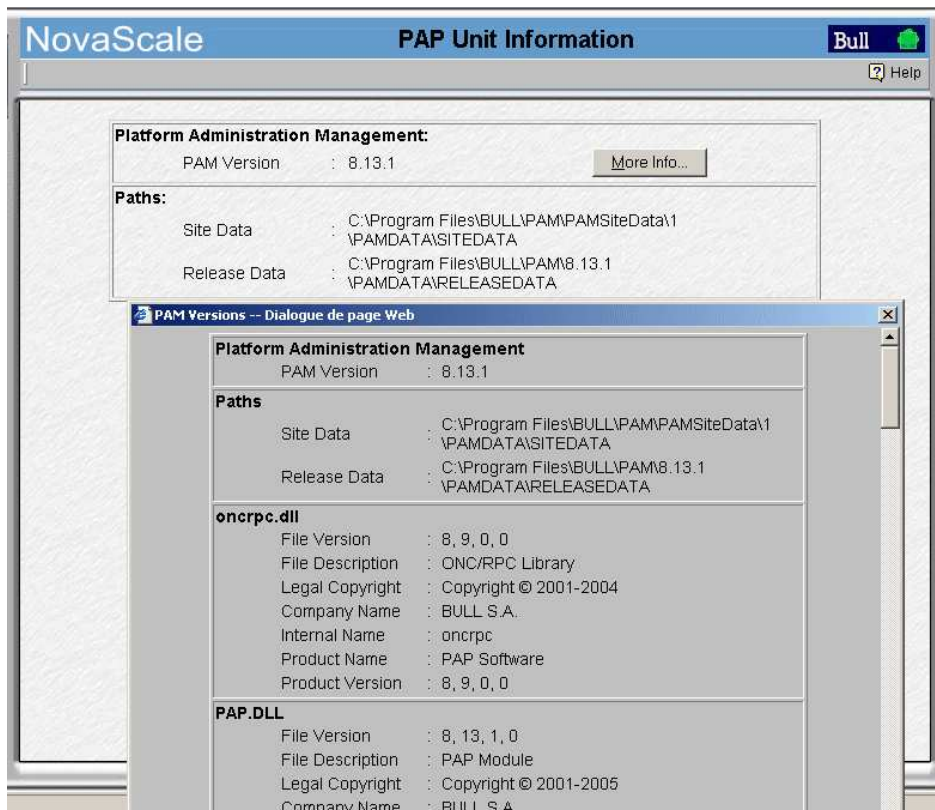 NovaScale
PAP Unit Information
Bull
Help
Platform Administration Management:
PAM Version : 8.13.1
More Info...
Paths:
Site Data : C:\Program Files\BULL\PAM\PAMSiteData\1
\PAMDATA\SITEDATA
Release Data : C:\Program Files\BULL\PAM\8.13.1
\PAMDATA\RELEASEDATA
PAM Versions -- Dialogue de page Web
Platform Administration Management
PAM Version : 8.13.1
Paths
Site Data : C:\Program Files\BULL\PAM\PAMSiteData\1
\PAMDATA\SITEDATA
Release Data : C:\Program Files\BULL\PAM\8.13.1
\PAMDATA\RELEASEDATA
oncrpc.dll
File Version : 8, 9, 0, 0
File Description : ONC/RPC Library
Legal Copyright : Copyright © 2001-2004
Company Name : BULL S.A.
Internal Name : oncrpc
Product Name : PAP Software
Product Version : 8, 9, 0, 0
PAP.DLL
File Version : 8, 13, 1, 0
File Description : PAP Module
Legal Copyright : Copyright © 2001-2005
Company Name : BULL S.A.